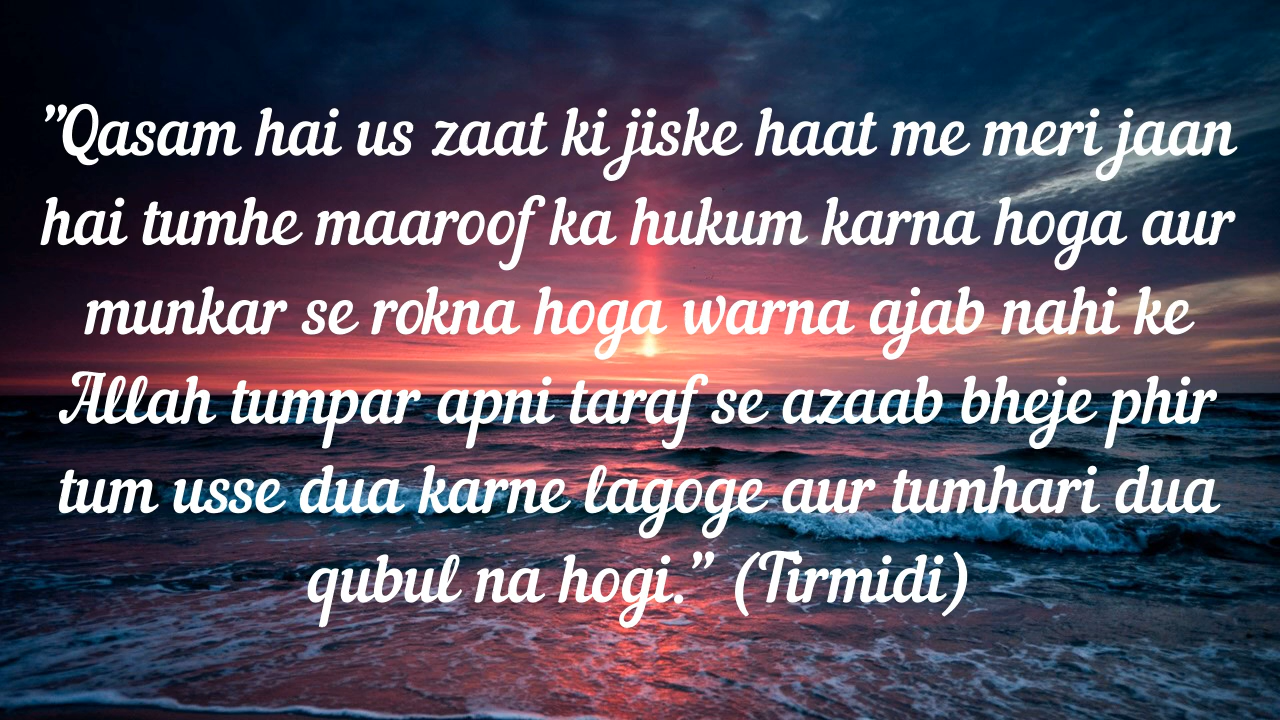 "Qasam hai us zaat ki jiske haat me meri jaan
hai tumhe maaroof ka hukum karna hoga aur
munkar se rokna hoga warna ajab nahi ke
Allah tumpar apni taraf se azaab bheje phir
tum usse dua karne lagoge aur tumhari dua
qubul na hogi." (Tirmidi)